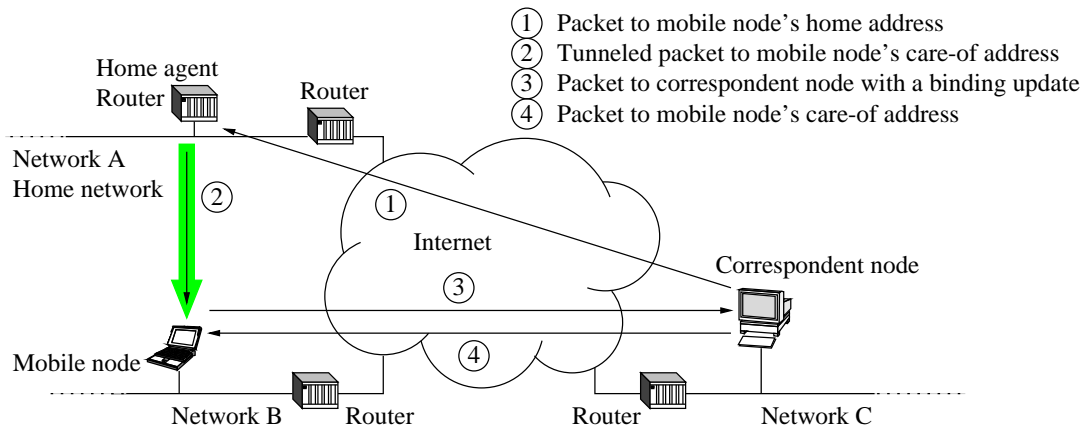 1 Packet to mobile node's home address
2 Tunneled packet to mobile node's care-of address
3 Packet to correspondent node with a binding update
4 Packet to mobile node's care-of address
Home agent
Router
Router
Network A
Home network
2
1
Internet
Correspondent node
3
Mobile node
4
Network B
Router
Router
Network C